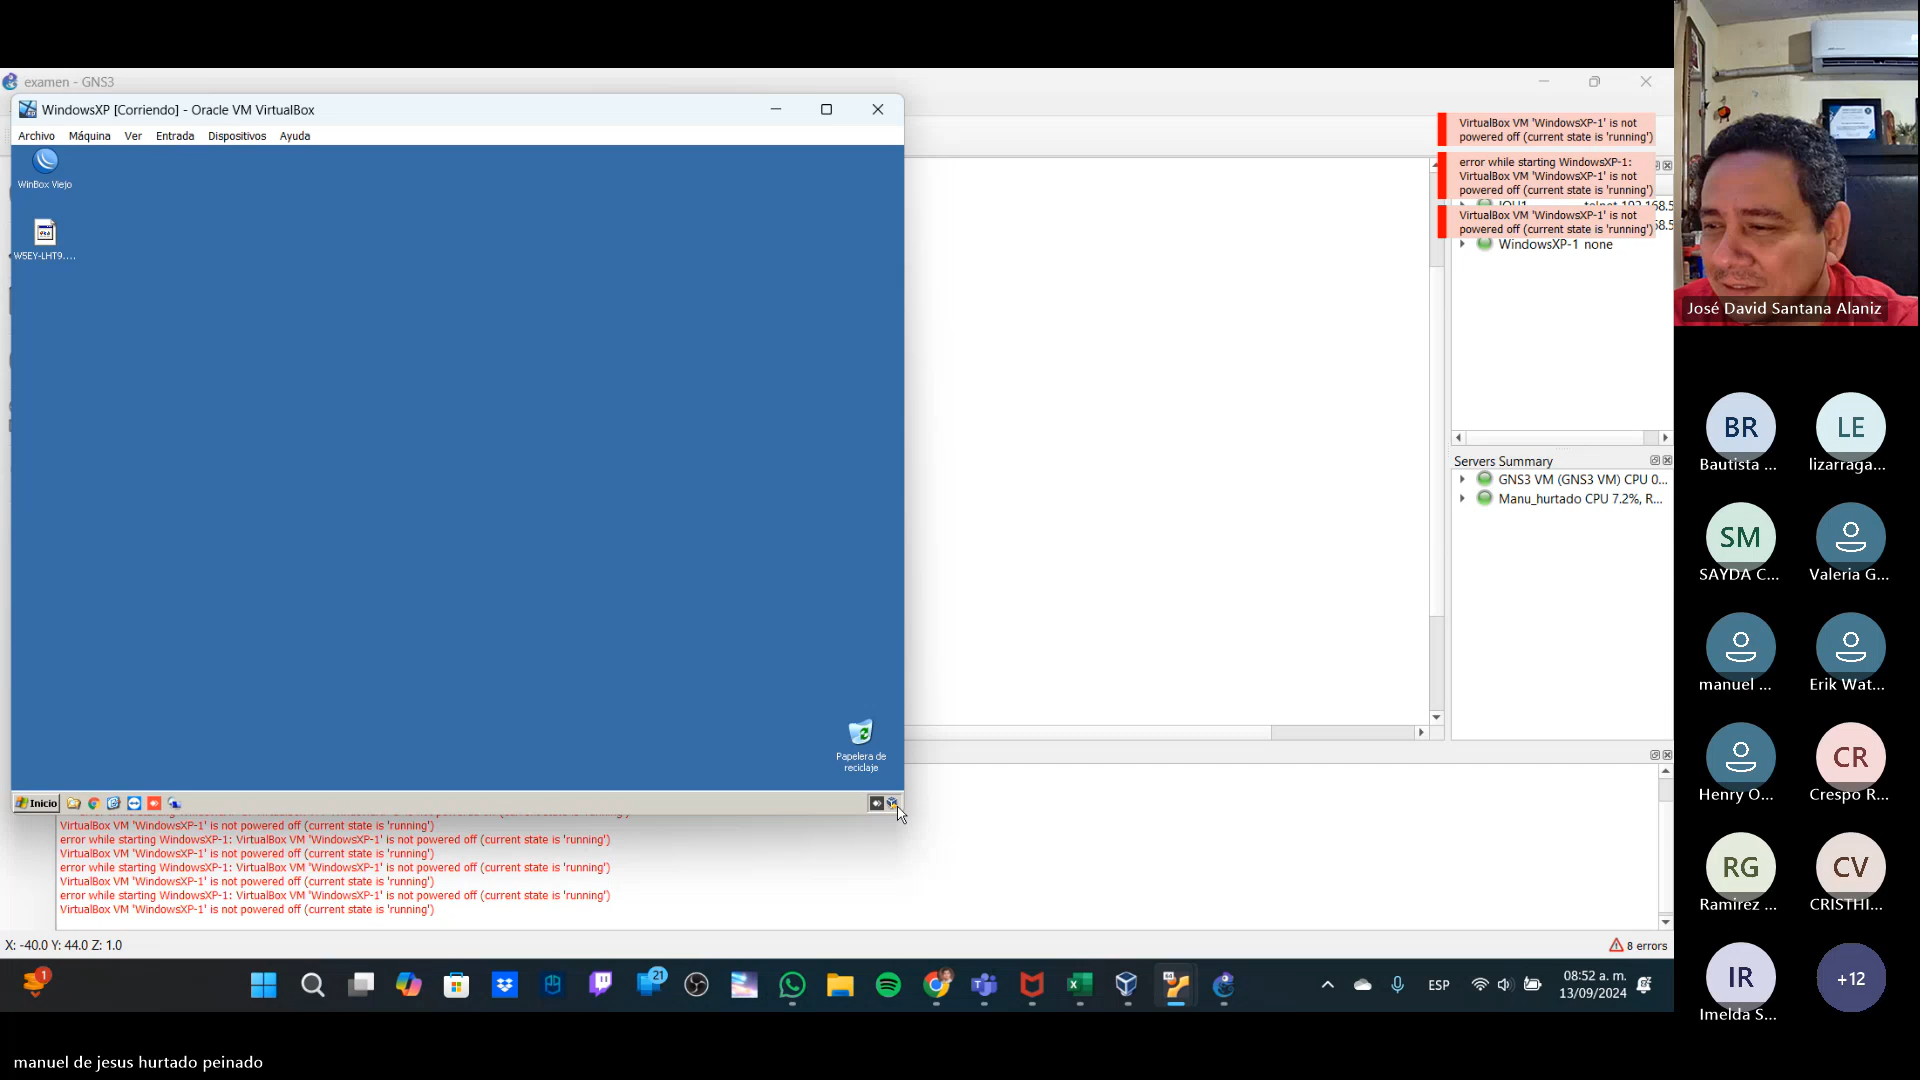 examen - GNS3
WindowsXP [Corriendo] - Oracle VM VirtualBox
Archivo Máquina Ver Entrada Dispositivos Ayuda
WinBox Viejo
W5EY-LHT9....
Papelera de
reciclaje
Inicio
VirtualBox VM 'WindowsXP-1' is not
powered off (current state is 'running')
error while starting WindowsXP-1:
VirtualBox VM 'WindowsXP-1' is not
powered off (current state is 'running')
VirtualBox VM 'WindowsXP-1' is not
powered off (current state is 'running')
WindowsXP-1 none
Servers Summary
GNS3 VM (GNS3 VM) CPU 0...
Manu_hurtado CPU 7.2%, R...
VirtualBox VM 'WindowsXP-1' is not powered off (current state is 'running')
error while starting WindowsXP-1: VirtualBox VM 'WindowsXP-1' is not powered off (current state is 'running')
VirtualBox VM 'WindowsXP-1' is not powered off (current state is 'running')
error while starting WindowsXP-1: VirtualBox VM 'WindowsXP-1' is not powered off (current state is 'running')
VirtualBox VM 'WindowsXP-1' is not powered off (current state is 'running')
error while starting WindowsXP-1: VirtualBox VM 'WindowsXP-1' is not powered off (current state is 'running')
VirtualBox VM 'WindowsXP-1' is not powered off (current state is 'running')
X: -40.0 Y: 44.0 Z: 1.0
8 errors
1
21
ESP
08:52 a. m.
13/09/2024
manuel de jesus hurtado peinado
José David Santana Alaniz
BR LE
Bautista ... lizarraga...
SM
SAYDA C... Valeria G...
manuel ... Erik Wat...
CR
Henry O... Crespo R...
RG CV
Ramirez ... CRISTHI...
IR +12
Imelda S...